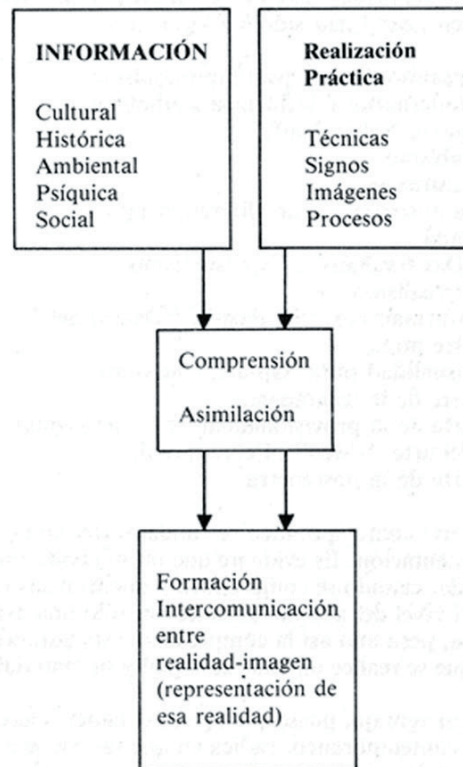 INFORMACIÓN
Cultural
Histórica
Ambiental
Psíquica
Social
Realización
Práctica
Técnicas
Signos
Inágenes
Procesos
Comprensión
Asimilación
Formación
Intercomunicación
entre
realidad-imagen
(representación de
esa realidad)